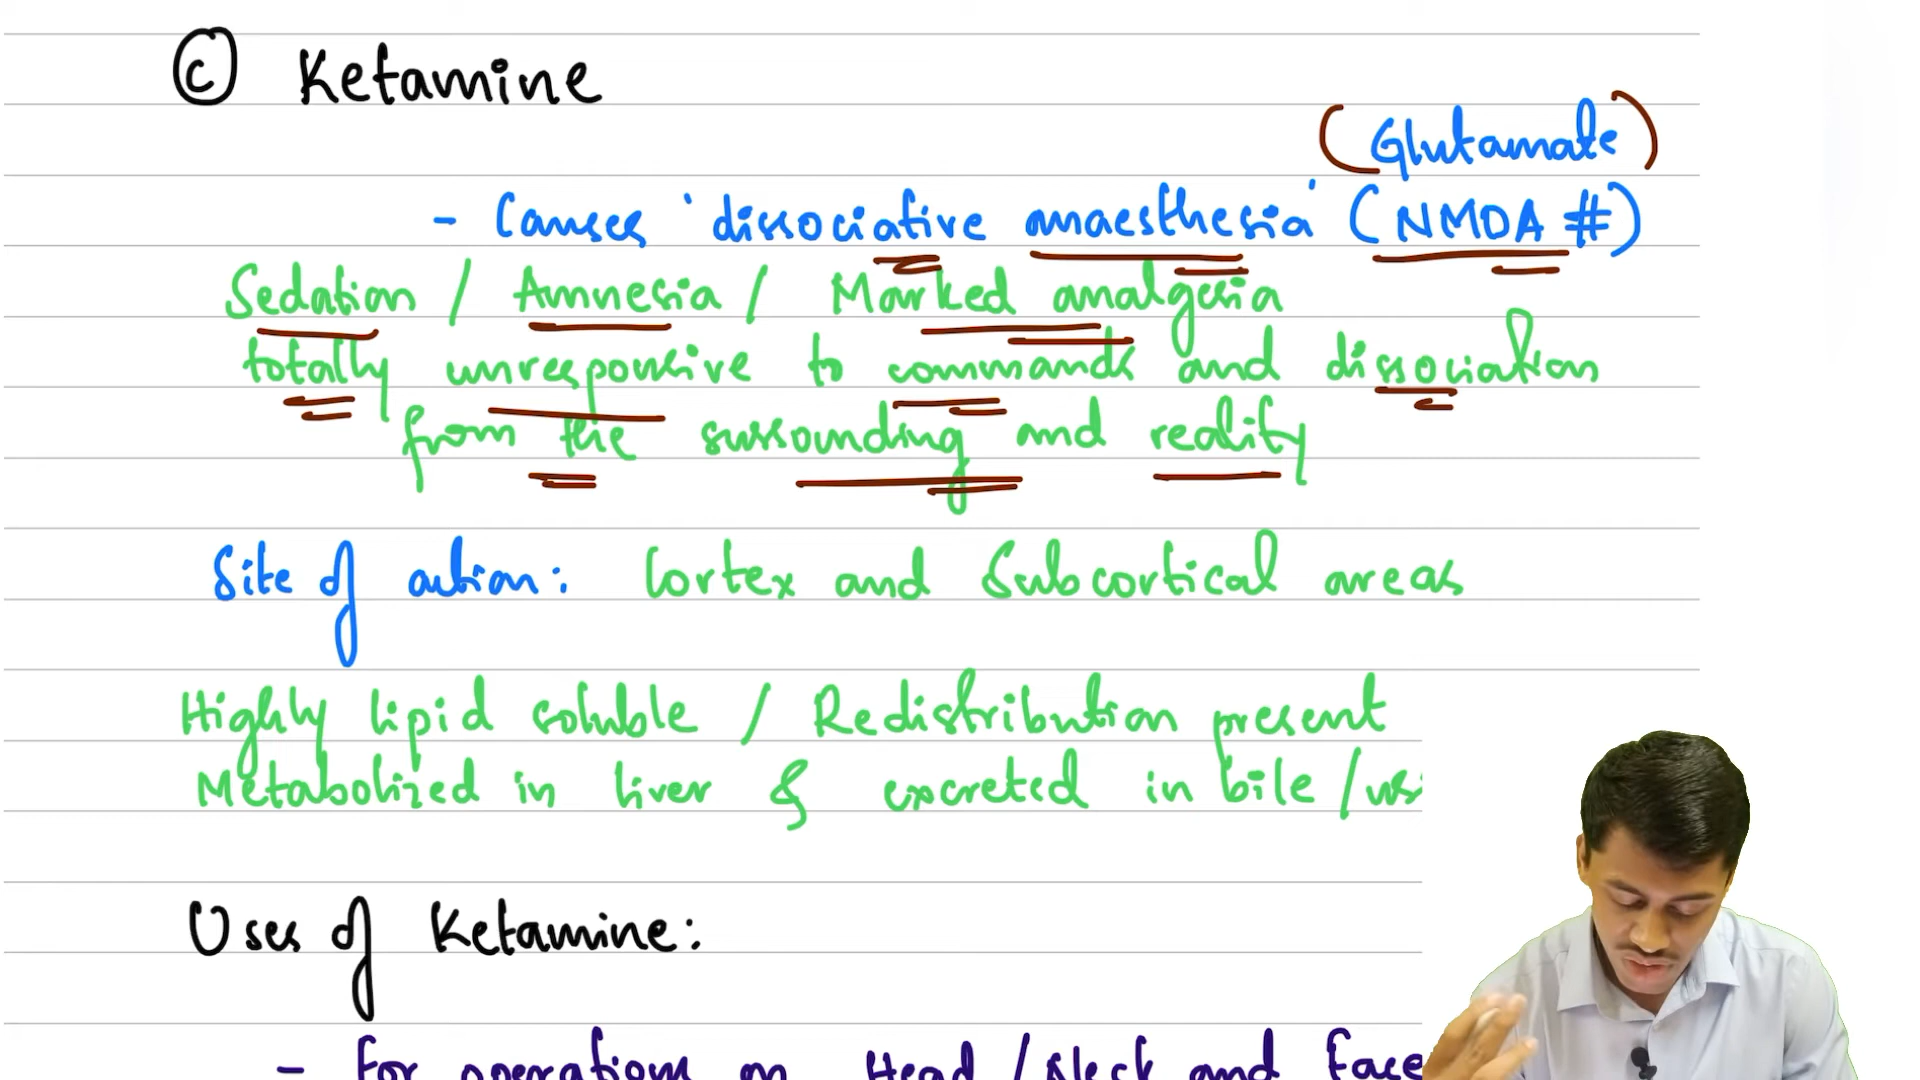 © Ketamine
(Glutamate)
- Causes 'dissociative anaesthesia' (NMDA #)
Sedation / Amnesia / Marked analgesia
totally unresponsive to commands and dissociation
from the surrounding and reality
Site of action: Cortex and Subcortical areas
Highly lipid soluble / Redistribution present
Metabolized in liver & excreted in bile /
Uses of Ketamine:
- For operations on Head / Neck and Face